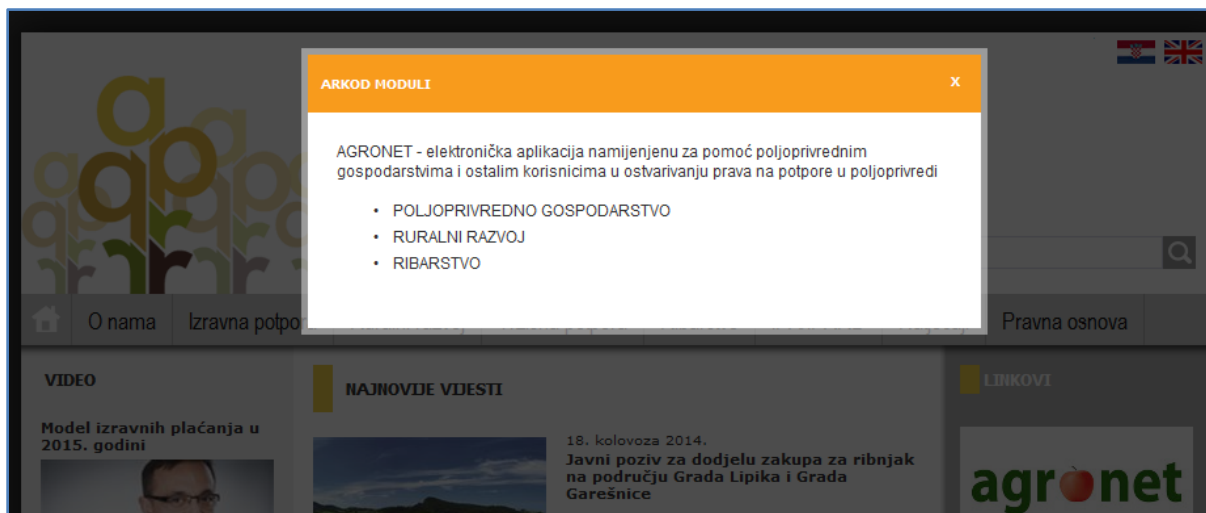 ARKOD MODULI
X
AGRONET - elektronička aplikacija namijenjenu za pomoć poljoprivrednim
gospodarstvima i ostalim korisnicima u ostvarivanju prava na potpore u poljoprivredi
• POLJOPRIVREDNO GOSPODARSTVO
• RURALNI RAZVOJ
• RIBARSTVO
O nama
Izravna potpor
Pravna osnova
VIDEO
Model izravnih plaćanja u
2015. godini
NAJNOVIJE VIJESTI
18. kolovoza 2014.
Javni poziv za dodjelu zakupa za ribnjak
na području Grada Lipika i Grada
Garešnice
LINKOVI
agronet